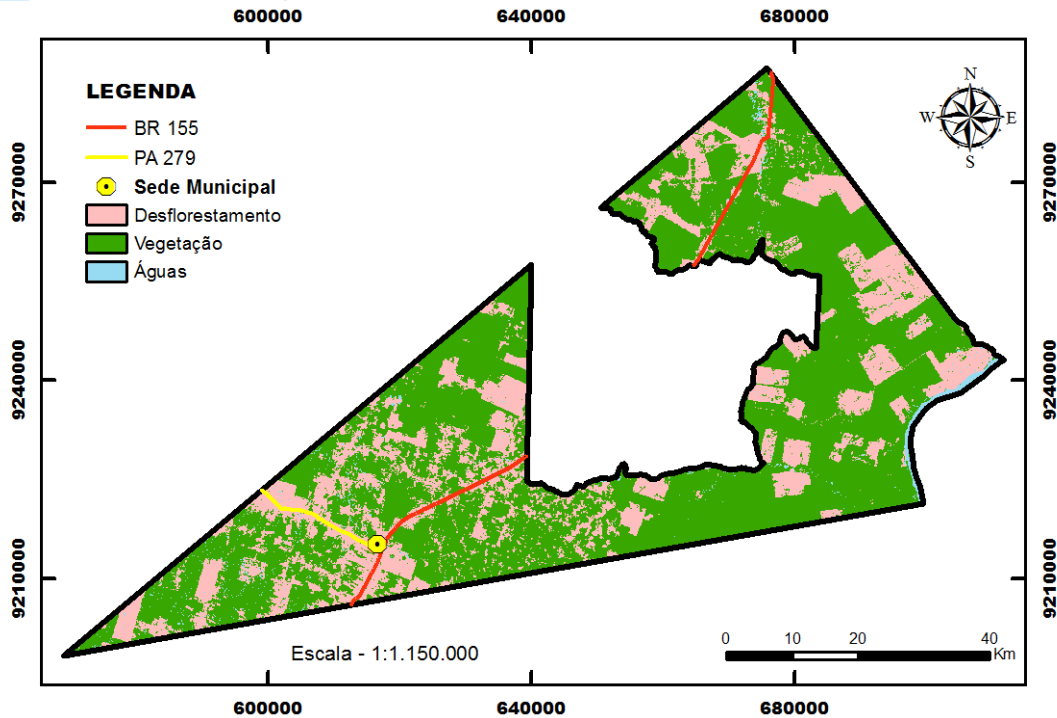 600000 640000 680000
LEGENDA
BR 155
PA 279
Sede Municipal
Desflorestamento
Vegetação
Águas
N
W E
S
9270000 9270000
9240000 9240000
9210000 9210000
Escala - 1:1.150.000
0 10 20 40
Km
600000 640000 680000